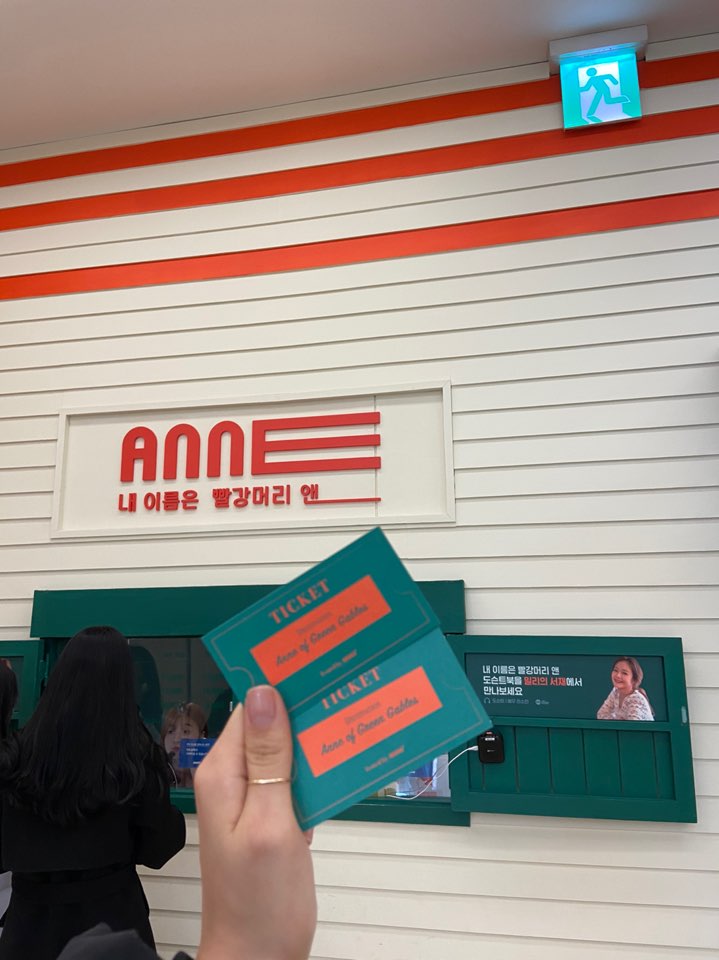 ANNE
내 이름은 빨강머리 앤
TICKET
Anne of Green Gables
TICKET
Anne of Green Gables
내 이름은 빨강머리 앤
도슨트북을 밀리의 서재에서
만나보세요